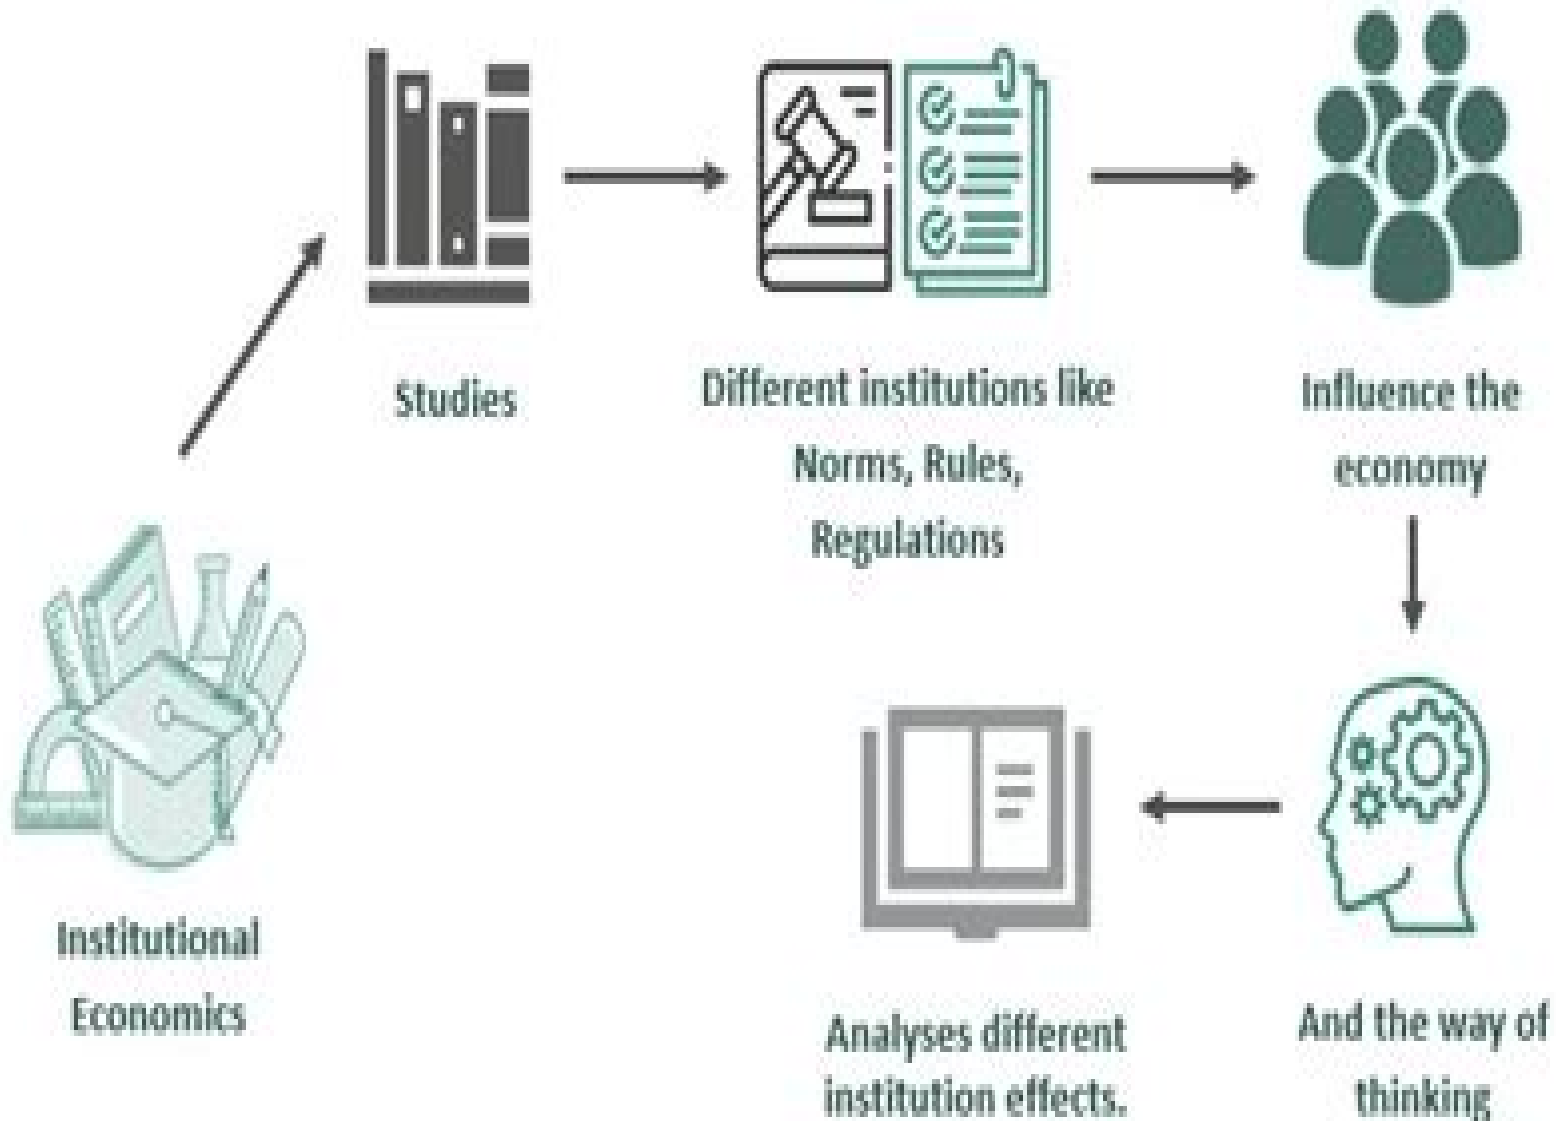 Studies
Different institutions like
Norms, Rules,
Regulations
Influence the
economy
And the way of
thinking
Analyses different
institution effects.
Institutional
Economics